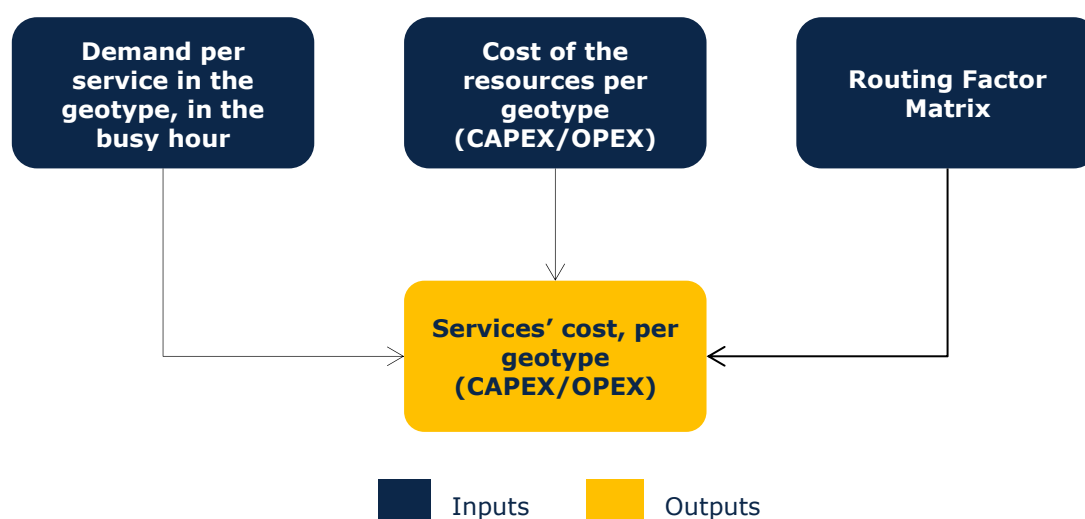 Demand per
service in the
geotype, in the
busy hour
Cost of the
resources per
geotype
(CAPEX/OPEX)
Routing Factor
Matrix
Services’ cost, per
geotype
(CAPEX/OPEX)
Inputs
Outputs